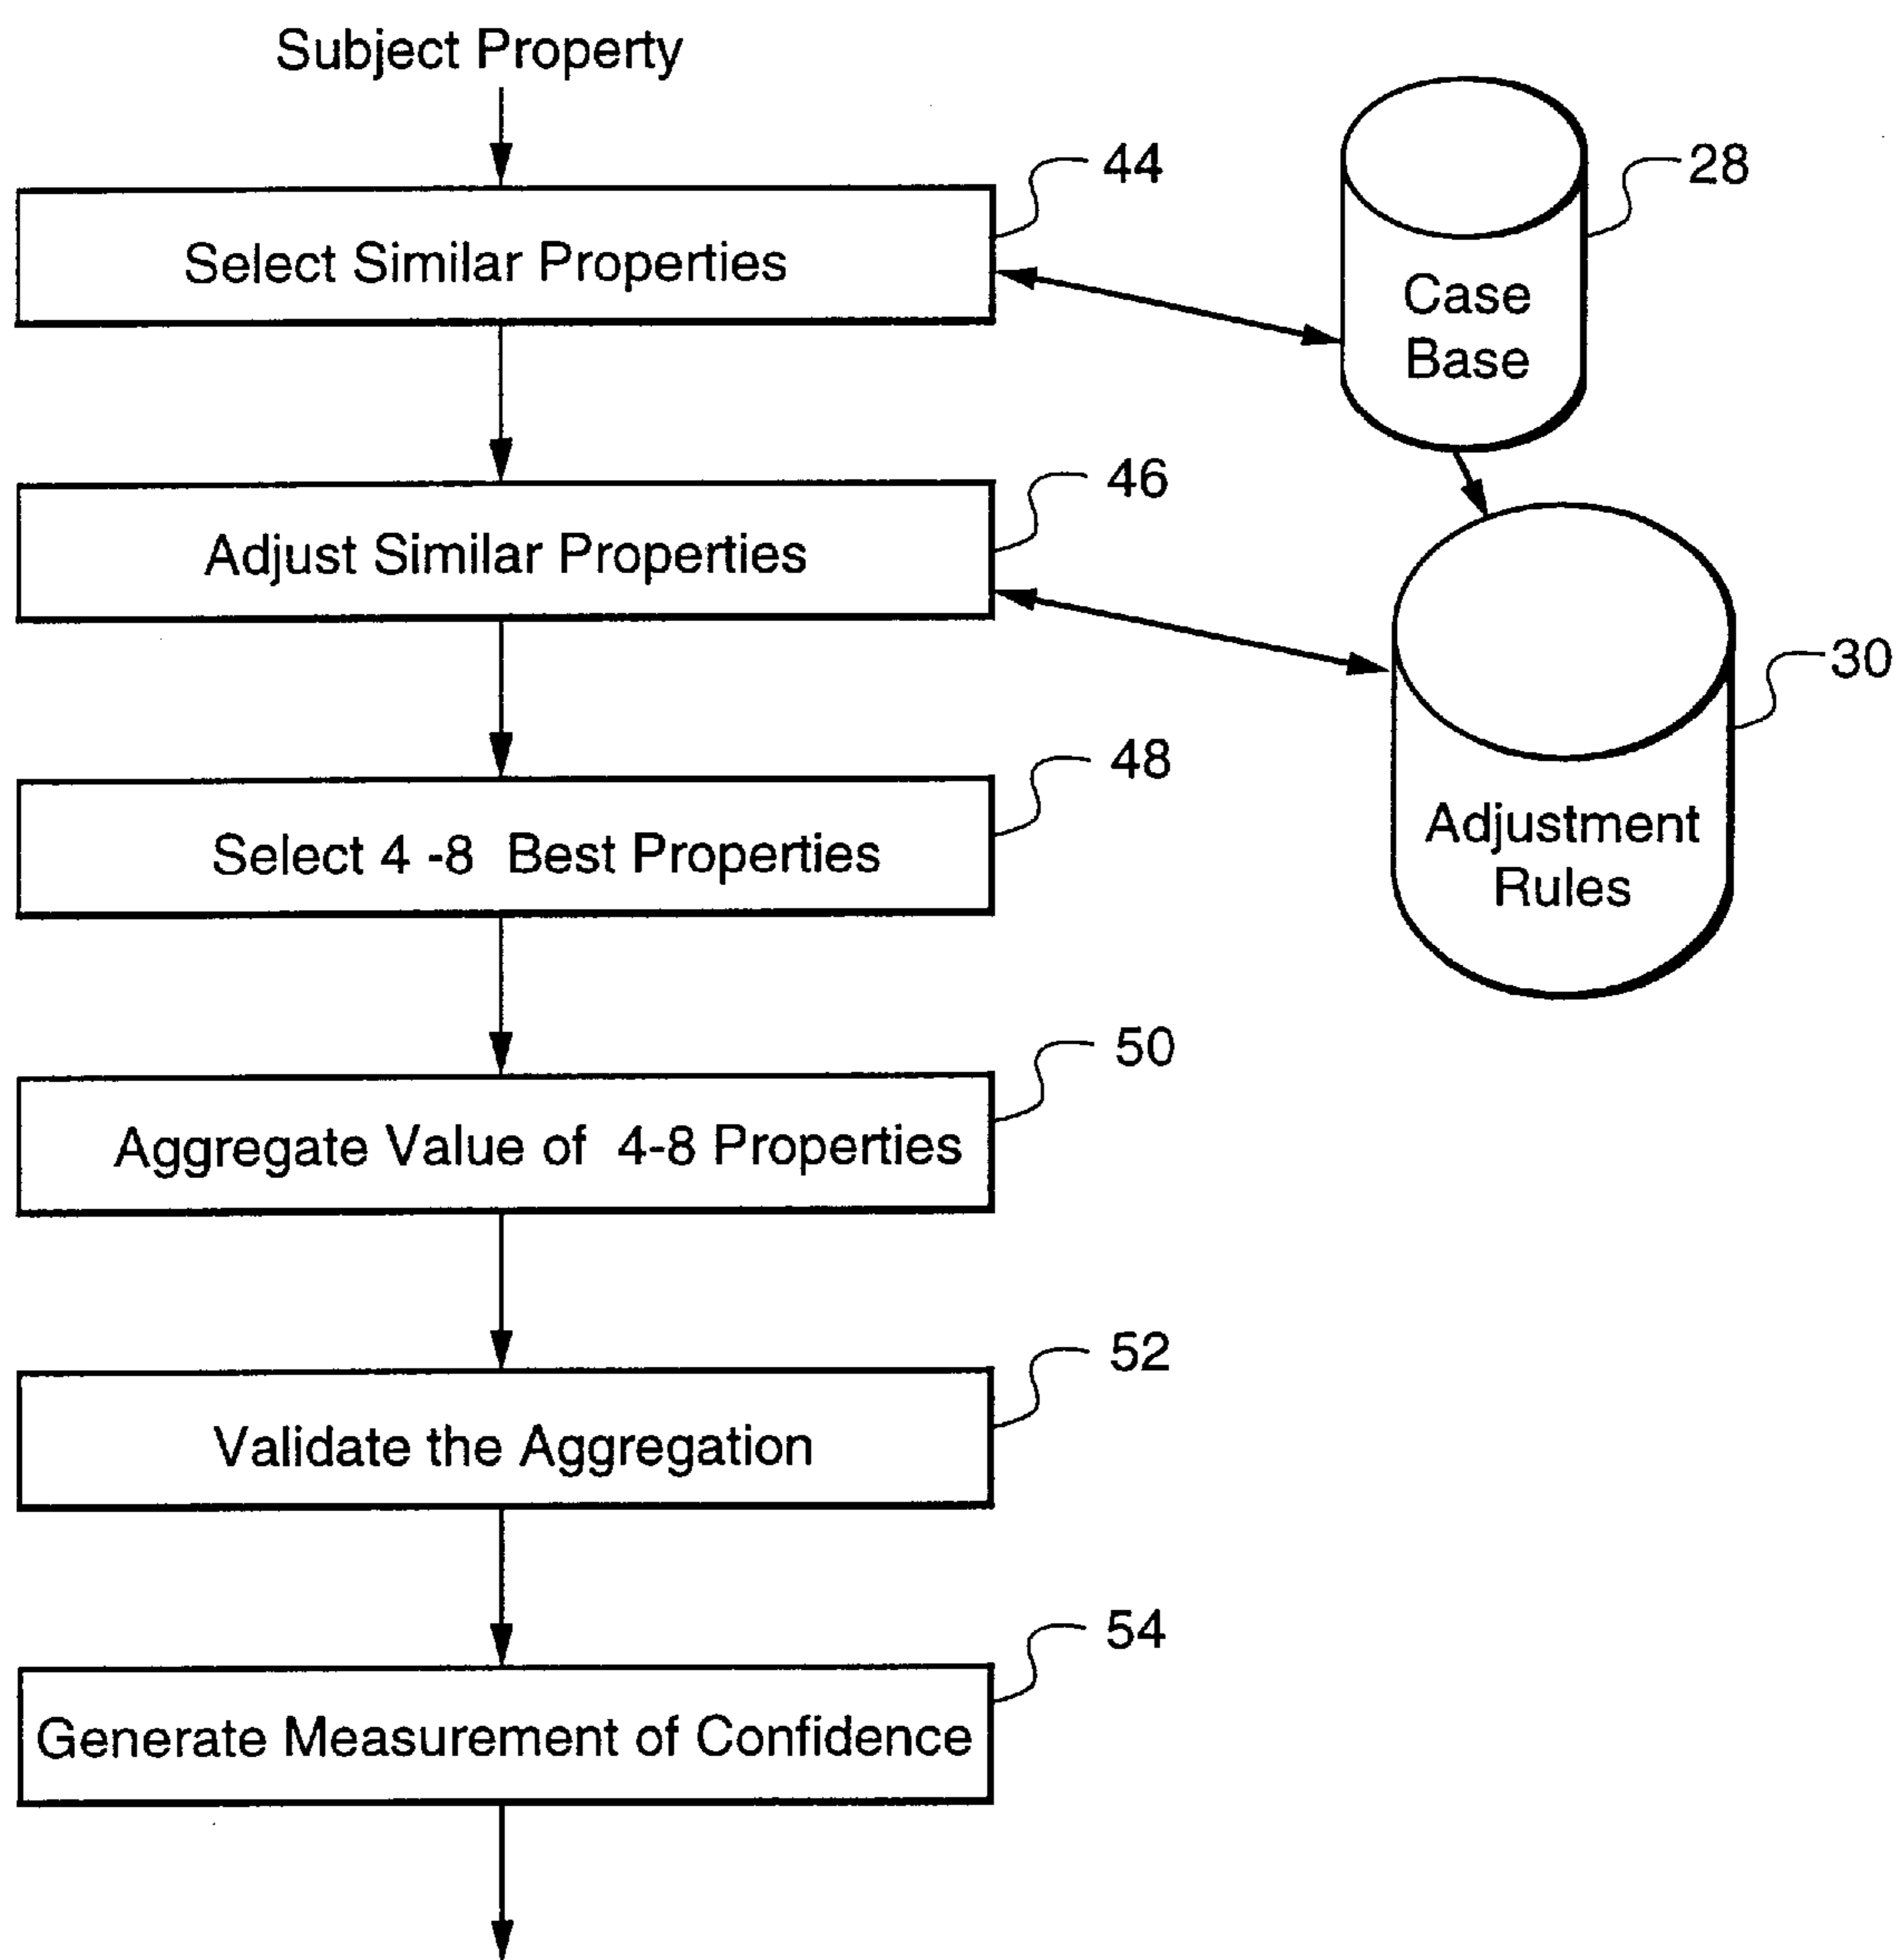 Subject Property
44
Select Similar Properties
28
Case
Base
46
Adjust Similar Properties
30
48
Select 4 -8 Best Properties
Adjustment
Rules
50
Aggregate Value of 4-8 Properties
52
Validate the Aggregation
54
Generate Measurement of Confidence